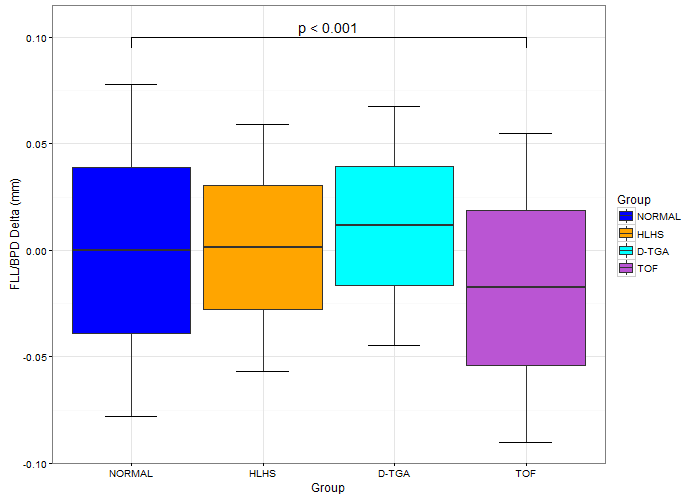 p < 0.001
0.10
0.05
0.00
-0.05
-0.10
FLL/BPD Delta (mm)
NORMAL HLHS D-TGA TOF
Group
Group
NORMAL
HLHS
D-TGA
TOF